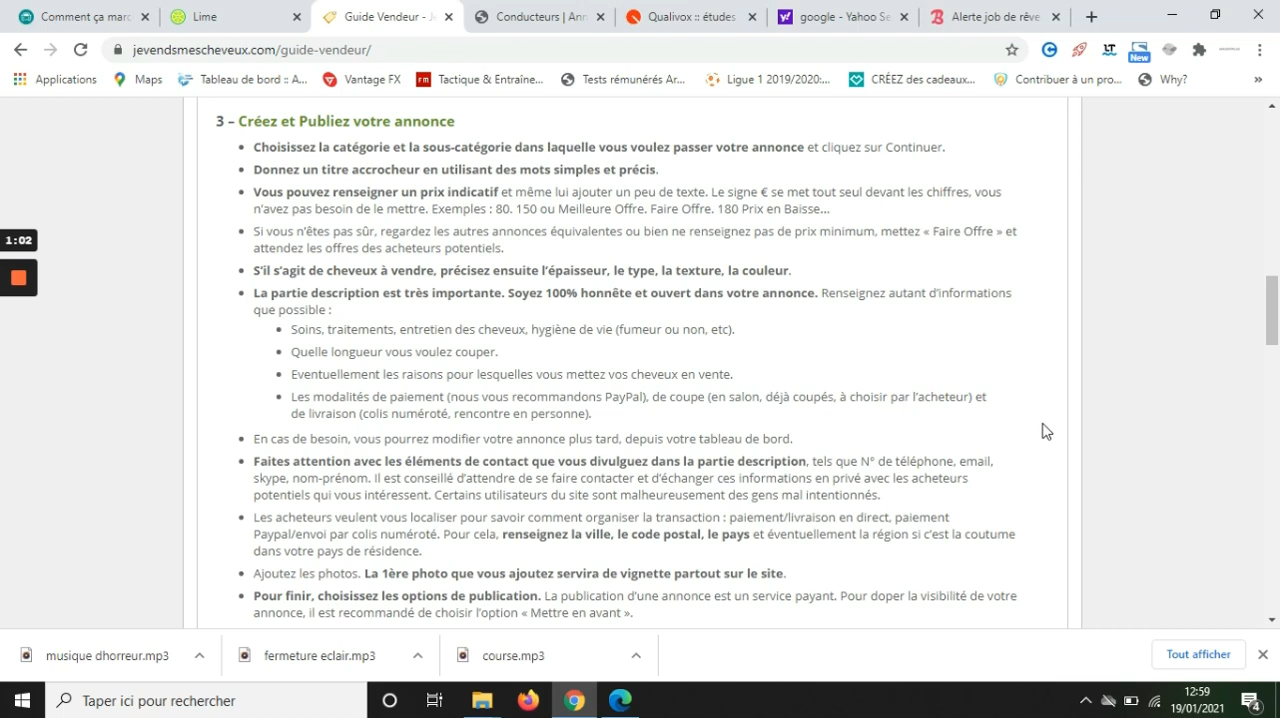 Comment ça marc
Lime
Guide Vendeur - Je
Conducteurs | Ann
Qualivox :: études
google - Yahoo Se
Alerte job de rêve
jevendsmescheveux.com/guide-vendeur/
New
Applications
Maps
Tableau de bord :: A...
Vantage FX
Tactique & Entraîne...
Tests rémunérés Ar...
Ligue 1 2019/2020:...
CRÉEZ des cadeaux...
Contribuer à un pro...
Why?
»
3 – Créez et Publiez votre annonce
• Choisissez la catégorie et la sous-catégorie dans laquelle vous voulez passer votre annonce et cliquez sur Continuer.
• Donnez un titre accrocheur en utilisant des mots simples et précis.
• Vous pouvez renseigner un prix indicatif et même lui ajouter un peu de texte. Le signe € se met tout seul devant les chiffres, vous
n'avez pas besoin de le mettre. Exemples : 80. 150 ou Meilleure Offre. Faire Offre. 180 Prix en Baisse...
• Si vous n'êtes pas sûr, regardez les autres annonces équivalentes ou bien ne renseignez pas de prix minimum, mettez « Faire Offre » et
attendez les offres des acheteurs potentiels.
1:02
• S'il s'agit de cheveux à vendre, précisez ensuite l'épaisseur, le type, la texture, la couleur.
• La partie description est très importante. Soyez 100% honnête et ouvert dans votre annonce. Renseignez autant d'informations
que possible :
• Soins, traitements, entretien des cheveux, hygiène de vie (fumeur ou non, etc).
• Quelle longueur vous voulez couper.
• Eventuellement les raisons pour lesquelles vous mettez vos cheveux en vente.
• Les modalités de paiement (nous vous recommandons PayPal), de coupe (en salon, déjà coupés, à choisir par l'acheteur) et
de livraison (colis numéroté, rencontre en personne).
• En cas de besoin, vous pourrez modifier votre annonce plus tard, depuis votre tableau de bord.
• Faites attention avec les éléments de contact que vous divulguez dans la partie description, tels que N° de téléphone, email,
skype, nom-prénom. Il est conseillé d'attendre de se faire contacter et d'échanger ces informations en privé avec les acheteurs
potentiels qui vous intéressent. Certains utilisateurs du site sont malheureusement des gens mal intentionnés.
• Les acheteurs veulent vous localiser pour savoir comment organiser la transaction : paiement/livraison en direct, paiement
Paypal/envoi par colis numéroté. Pour cela, renseignez la ville, le code postal, le pays et éventuellement la région si c'est la coutume
dans votre pays de résidence.
• Ajoutez les photos. La 1ère photo que vous ajoutez servira de vignette partout sur le site.
• Pour finir, choisissez les options de publication. La publication d'une annonce est un service payant. Pour doper la visibilité de votre
annonce, il est recommandé de choisir l'option « Mettre en avant ».
musique dhorreur.mp3
fermeture eclair.mp3
course.mp3
Tout afficher
Taper ici pour rechercher
12:59
19/01/2021
4